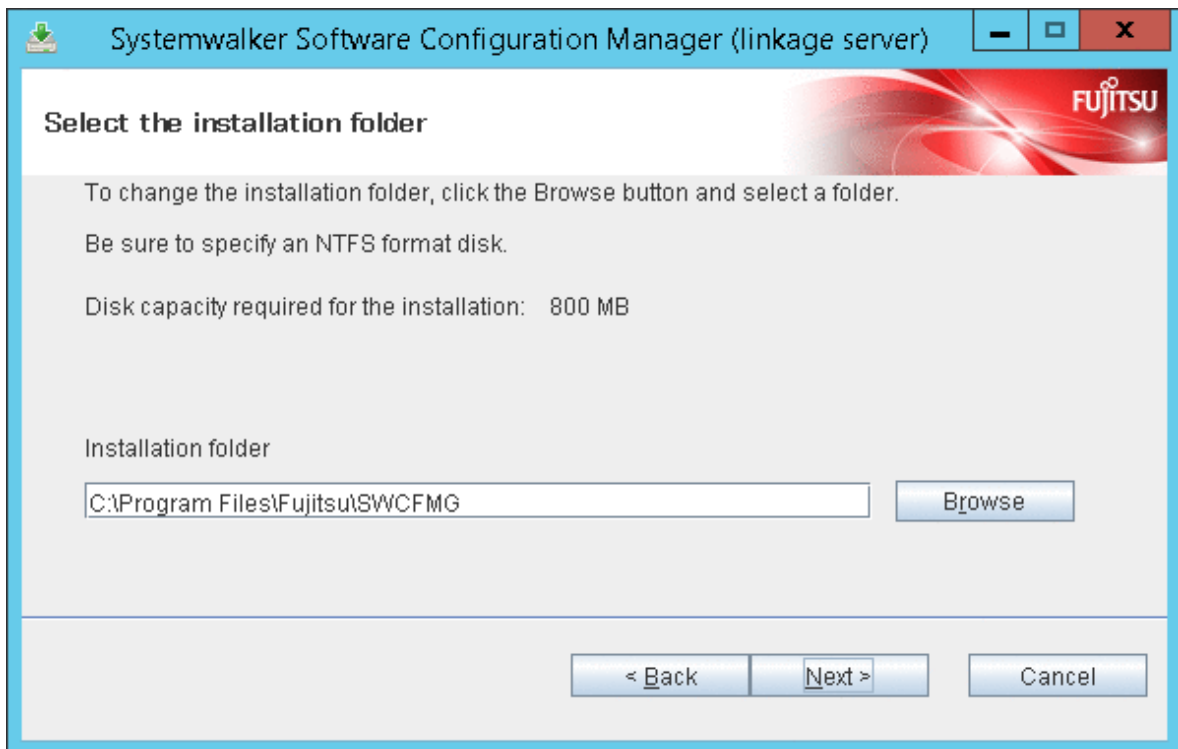 Systemwalker Software Configuration Manager (linkage server)
FUJITSU
Select the installation folder
To change the installation folder, click the Browse button and select a folder.
Be sure to specify an NTFS format disk.
Disk capacity required for the installation: 800 MB
Installation folder
C:\Program Files\Fujitsu\SWCFMG
Browse
< Back
Next >
Cancel